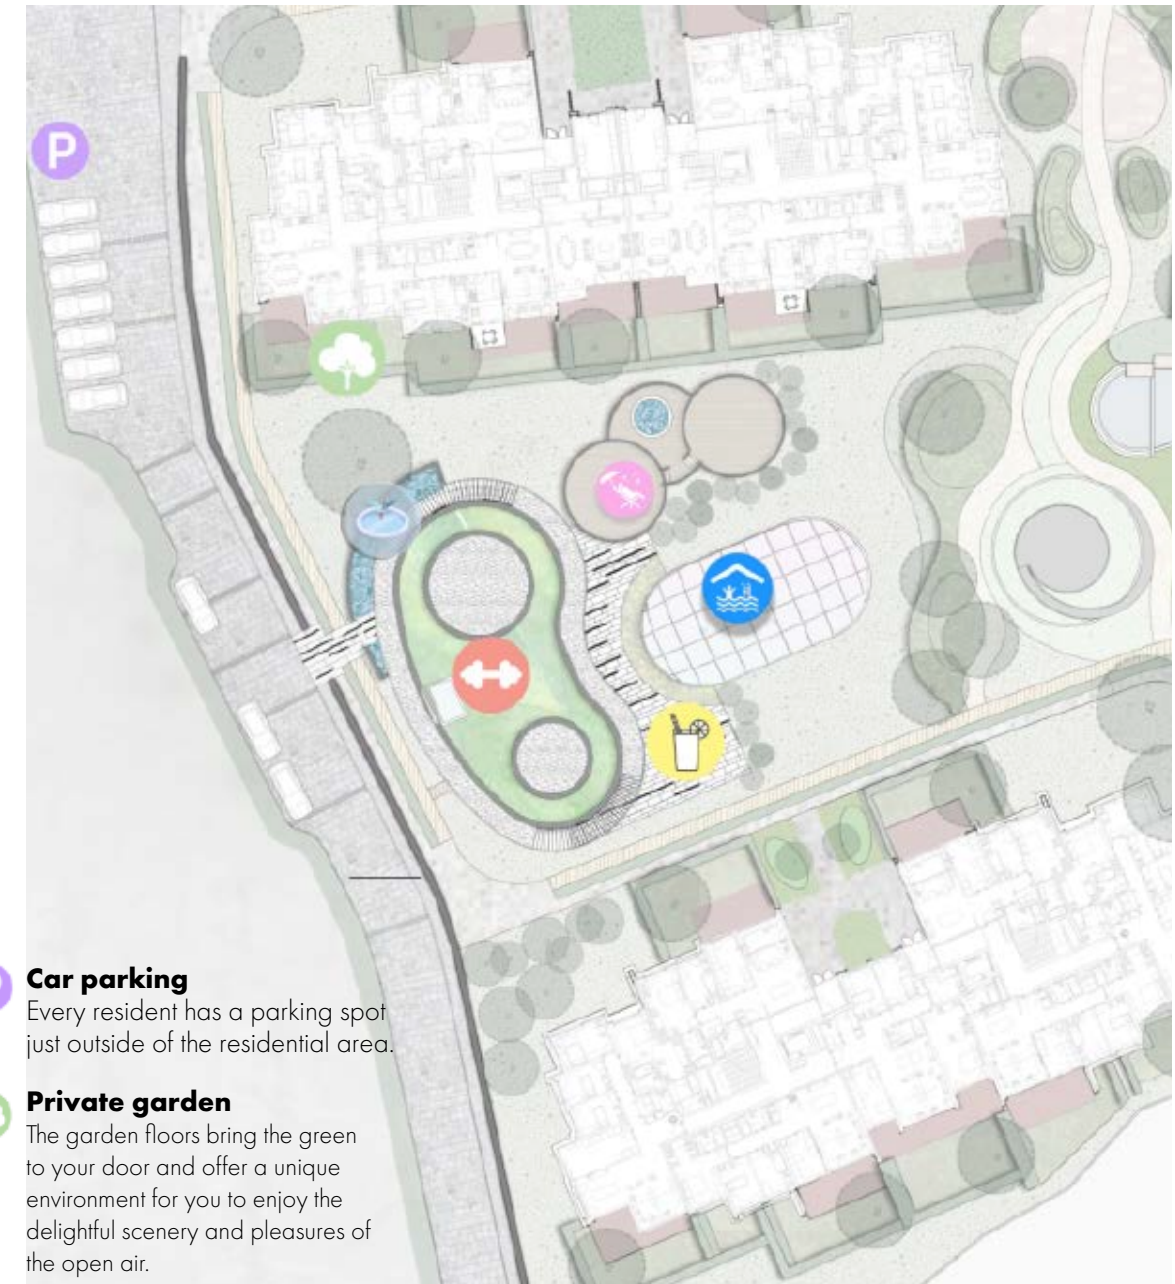 P
Car parking
Every resident has a parking spot
just outside of the residential area.
Private garden
The garden floors bring the green
to your door and offer a unique
environment for you to enjoy the
delightful scenery and pleasures of
the open air.